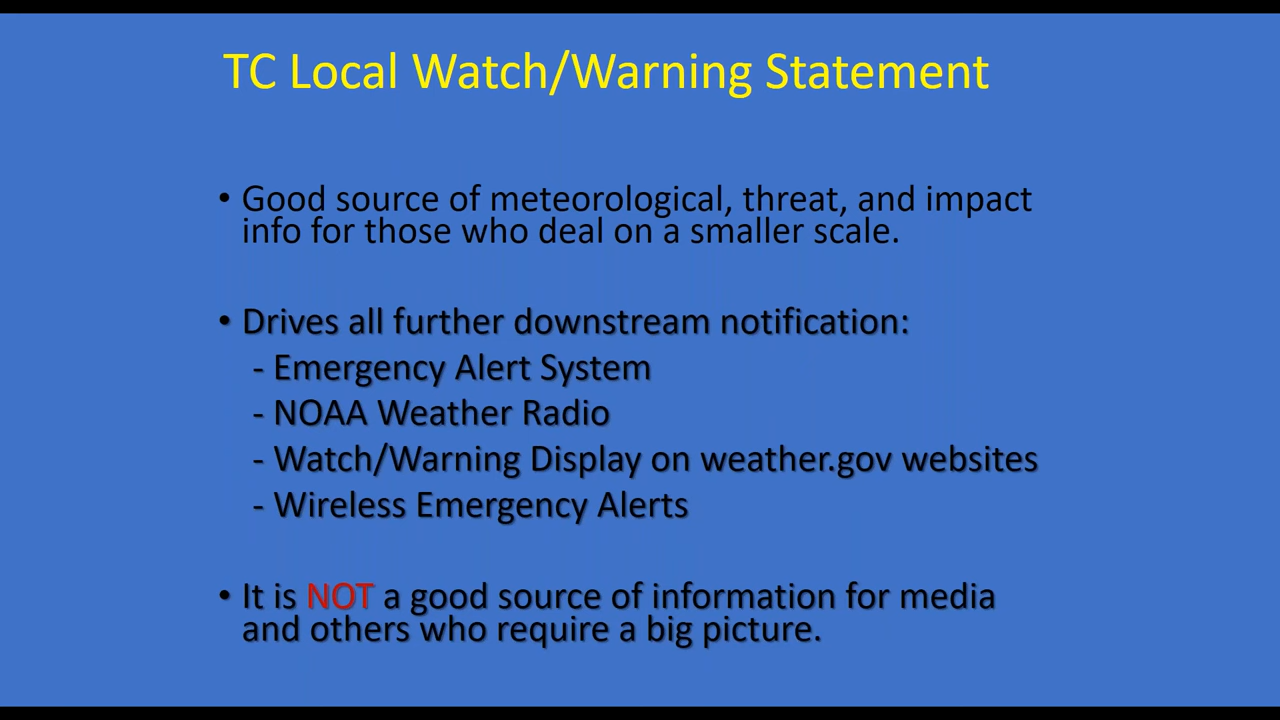 TC Local Watch/Warning Statement
• Good source of meteorological, threat, and impact
info for those who deal on a smaller scale.
• Drives all further downstream notification:
- Emergency Alert System
- NOAA Weather Radio
- Watch/Warning Display on weather.gov websites
- Wireless Emergency Alerts
• It is NOT a good source of information for media
and others who require a big picture.